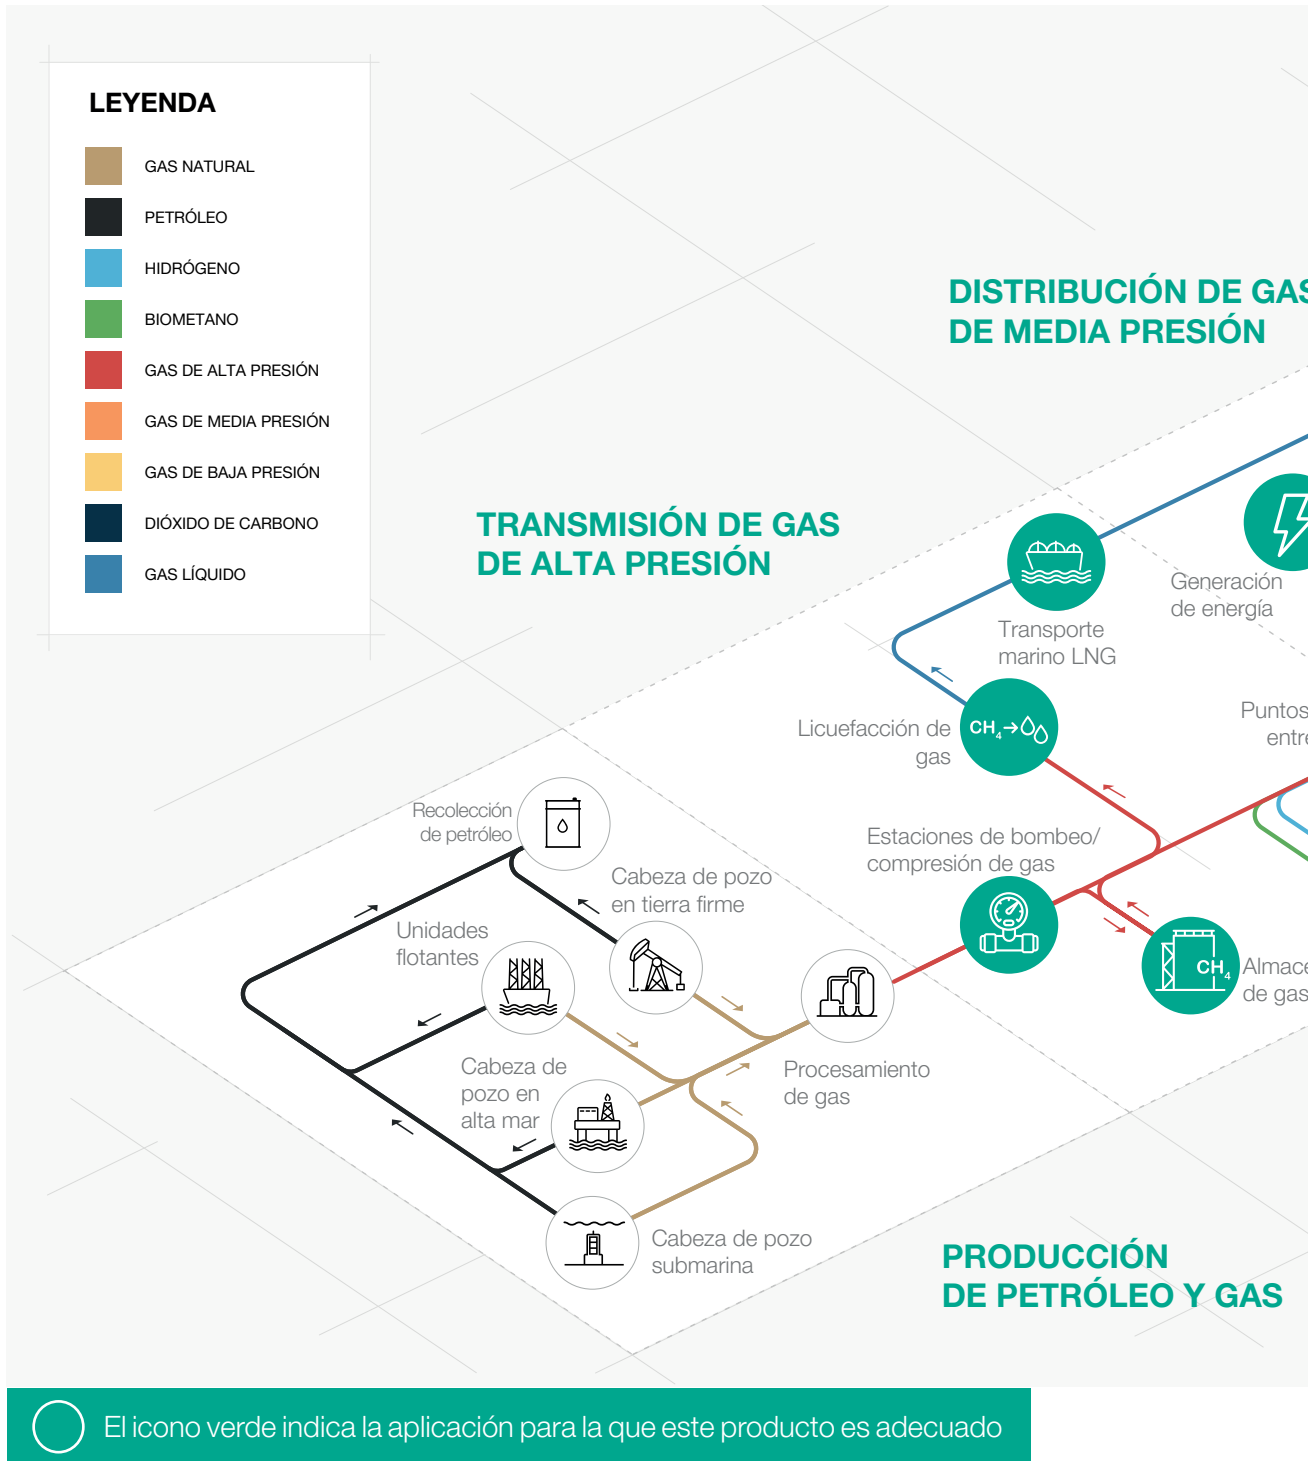 LEYENDA
GAS NATURAL
PETRÓLEO
HIDRÓGENO
BIOMETANO
GAS DE ALTA PRESIÓN
GAS DE MEDIA PRESIÓN
GAS DE BAJA PRESIÓN
DIÓXIDO DE CARBONO
GAS LÍQUIDO
DISTRIBUCIÓN DE GAS
DE MEDIA PRESIÓN
TRANSMISIÓN DE GAS
DE ALTA PRESIÓN
Generación
de energía
Transporte
marino LNG
Licuefacción de
gas
CH₄→
Puntos
entre
Recolección
de petróleo
Estaciones de bombeo/
compresión de gas
Cabeza de pozo
en tierra firme
Unidades
flotantes
CH₄
Almace
de gas
Cabeza de
pozo en
alta mar
Procesamiento
de gas
Cabeza de pozo
submarina
PRODUCCIÓN
DE PETRÓLEO Y GAS
El icono verde indica la aplicación para la que este producto es adecuado